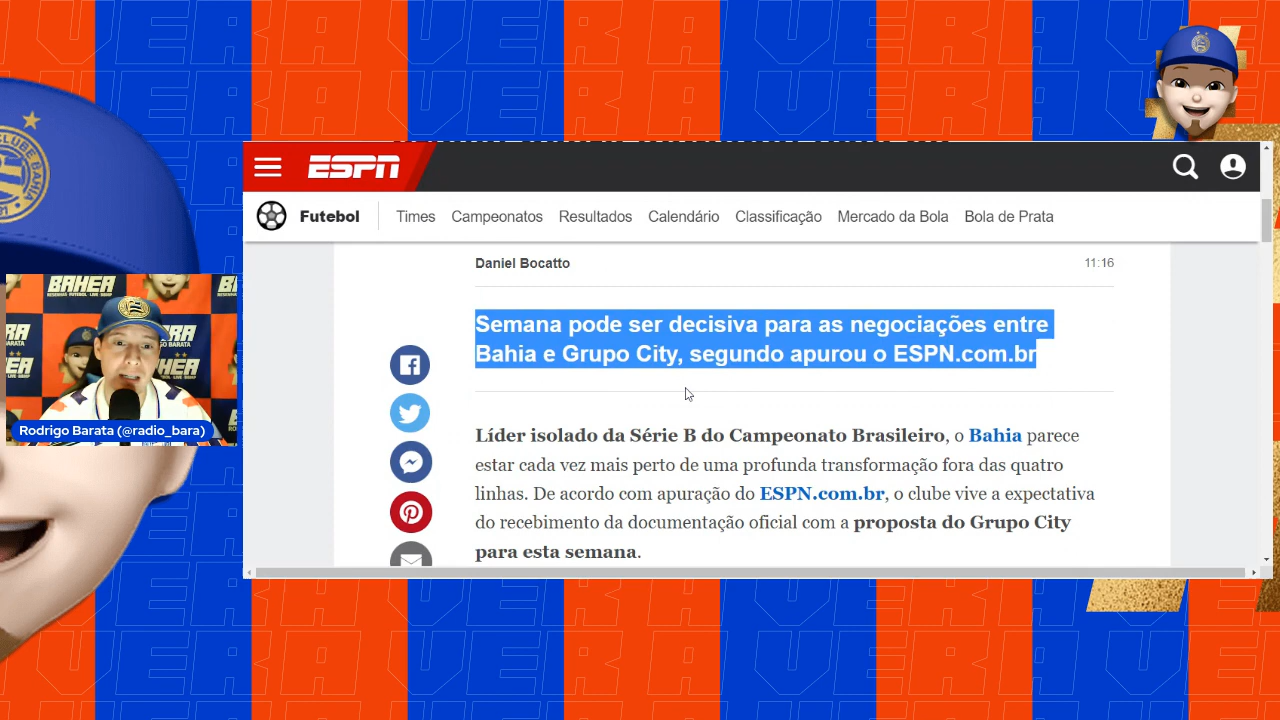 ESPN
Futebol
Times
Campeonatos
Resultados
Calendário
Classificação
Mercado da Bola
Bola de Prata
Daniel Bocatto
11:16
Semana pode ser decisiva para as negociações entre
Bahia e Grupo City, segundo apurou o ESPN.com.br
Líder isolado da Série B do Campeonato Brasileiro, o Bahia parece
estar cada vez mais perto de uma profunda transformação fora das quatro
linhas. De acordo com apuração do ESPN.com.br, o clube vive a expectativa
do recebimento da documentação oficial com a proposta do Grupo City
para esta semana.
BAHEA
Rodrigo Barata (@radio_bara)